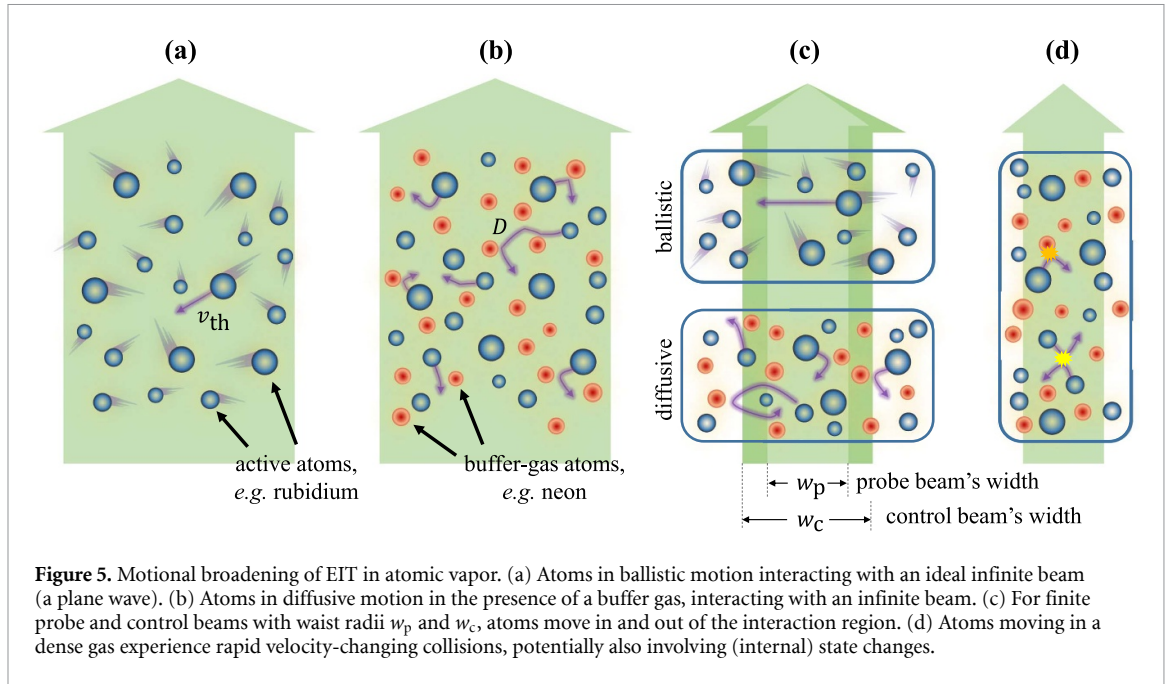 (a)
(b)
(c)
(d)
v_th
D
ballistic
diffusive
active atoms,
e.g. rubidium
buffer-gas atoms,
e.g. neon
w_p probe beam's width
w_c control beam's width
Figure 5. Motional broadening of EIT in atomic vapor. (a) Atoms in ballistic motion interacting with an ideal infinite beam
(a plane wave). (b) Atoms in diffusive motion in the presence of a buffer gas, interacting with an infinite beam. (c) For finite
probe and control beams with waist radii w_p and w_c, atoms move in and out of the interaction region. (d) Atoms moving in a
dense gas experience rapid velocity-changing collisions, potentially also involving (internal) state changes.